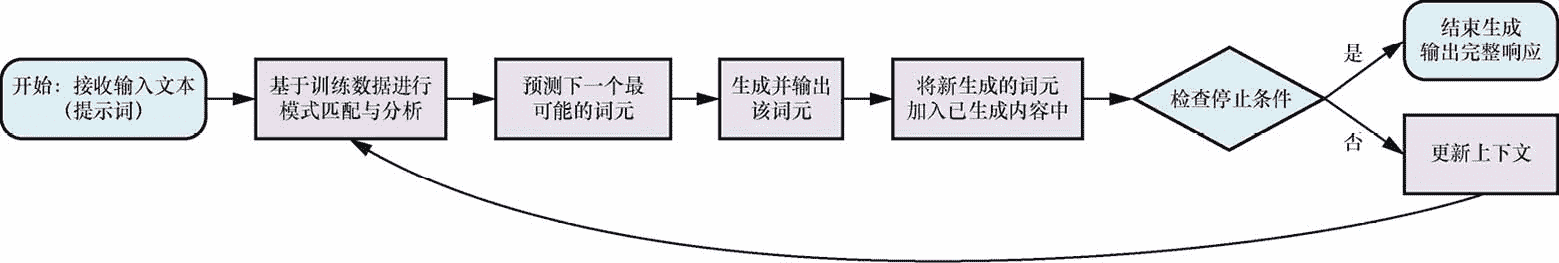 开始：接收输入文本
(提示词)
基于训练数据进行
模式匹配与分析
预测下一个最
可能的词元
生成并输出
该词元
将新生成的词元
加入已生成内容中
检查停止条件
是
结束生成
输出完整响应
否
更新上下文